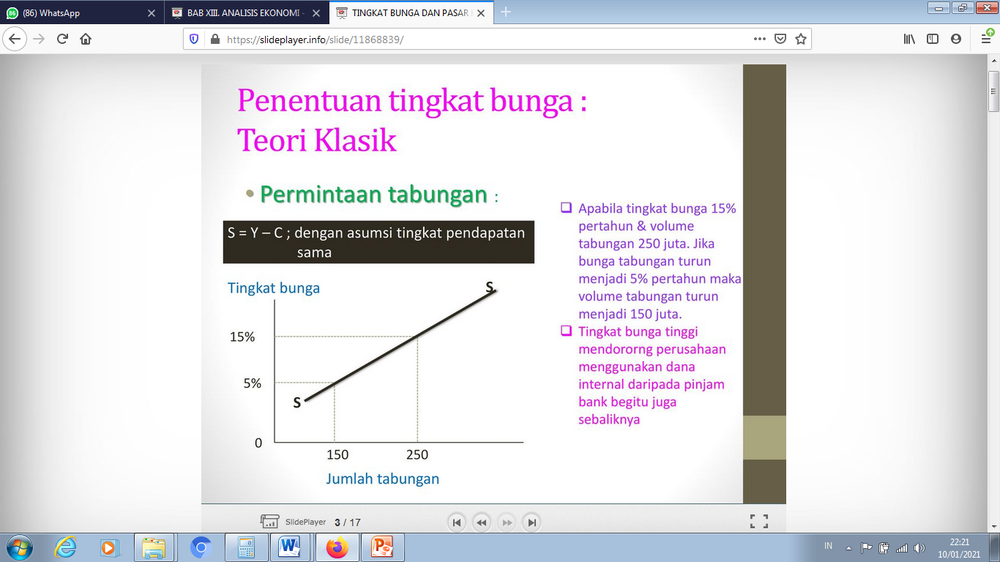 (86) WhatsApp
BAB XIII. ANALISIS EKONOMI -
TINGKAT BUNGA DAN PASAR
https://slideplayer.info/slide/11868839/
Penentuan tingkat bunga :
Teori Klasik
• Permintaan tabungan :
S = Y – C ; dengan asumsi tingkat pendapatan
sama
Tingkat bunga
S
15%
5%
S
0
150
250
Jumlah tabungan
Apabila tingkat bunga 15%
pertahun & volume
tabungan 250 juta. Jika
bunga tabungan turun
menjadi 5% pertahun maka
volume tabungan turun
menjadi 150 juta.
Tingkat bunga tinggi
mendororng perusahaan
menggunakan dana
internal daripada pinjam
bank begitu juga
sebaliknya
SlidePlayer 3 / 17
IN
22:21
10/01/2021